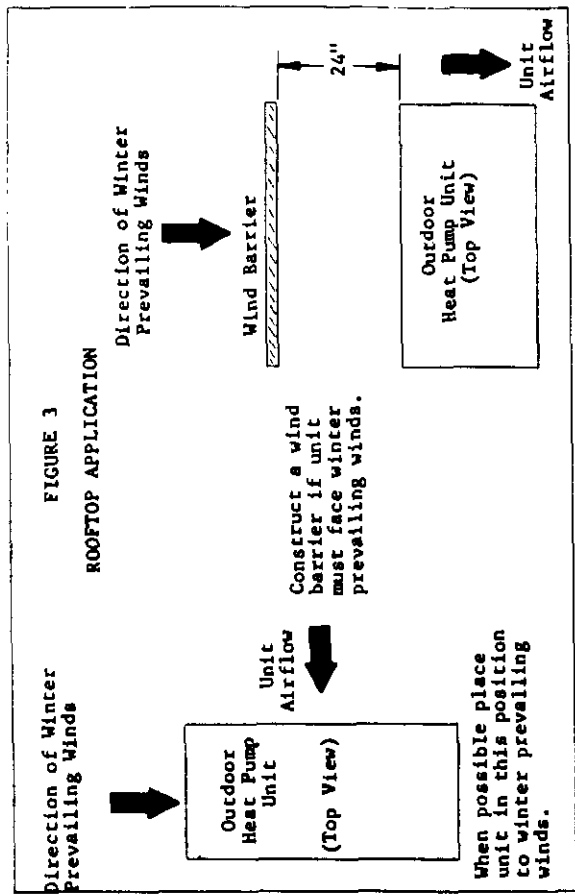 FIGURE 3
ROOFTOP APPLICATION
Direction of Winter
Prevailing Winds
Outdoor
Heat Pump
Unit
(Top View)
Unit
Airflow
When possible place
unit in this position
to winter prevailing
winds.
Construct a wind
barrier if unit
must face winter
prevailing winds.
Direction of Winter
Prevailing Winds
Wind Barrier
24"
Outdoor
Heat Pump Unit
(Top View)
Unit
Airflow